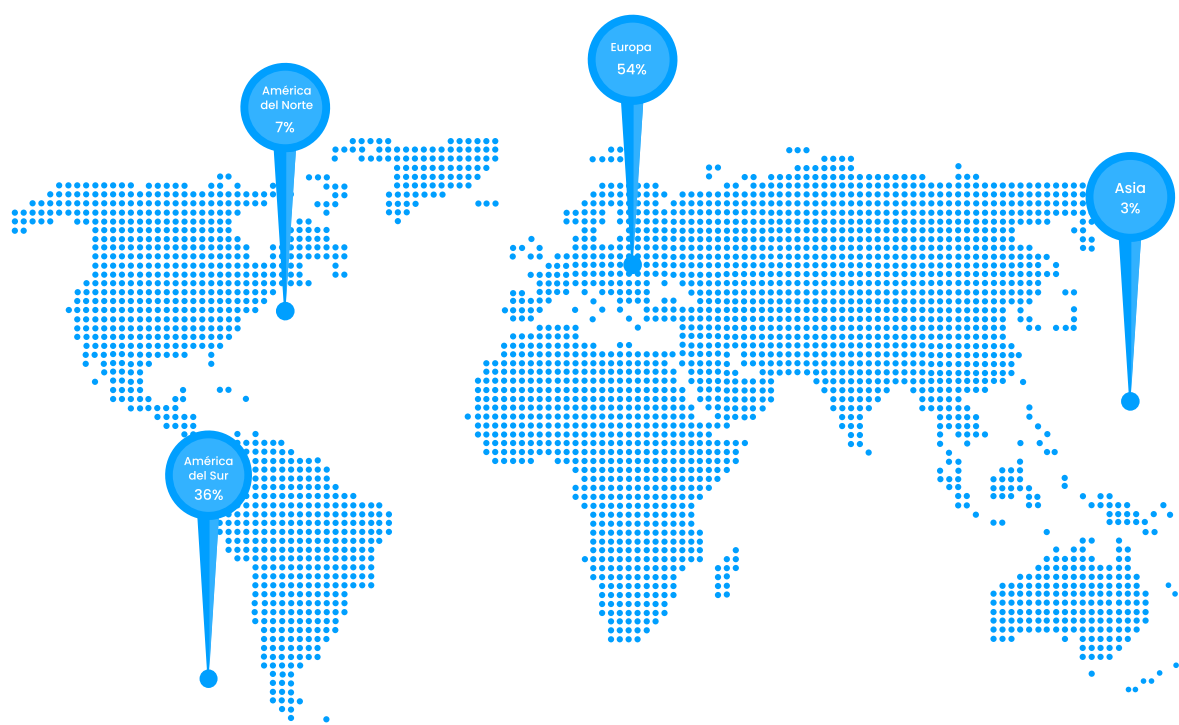 Europa
54%
América
del Norte
7%
Asia
3%
América
del Sur
36%